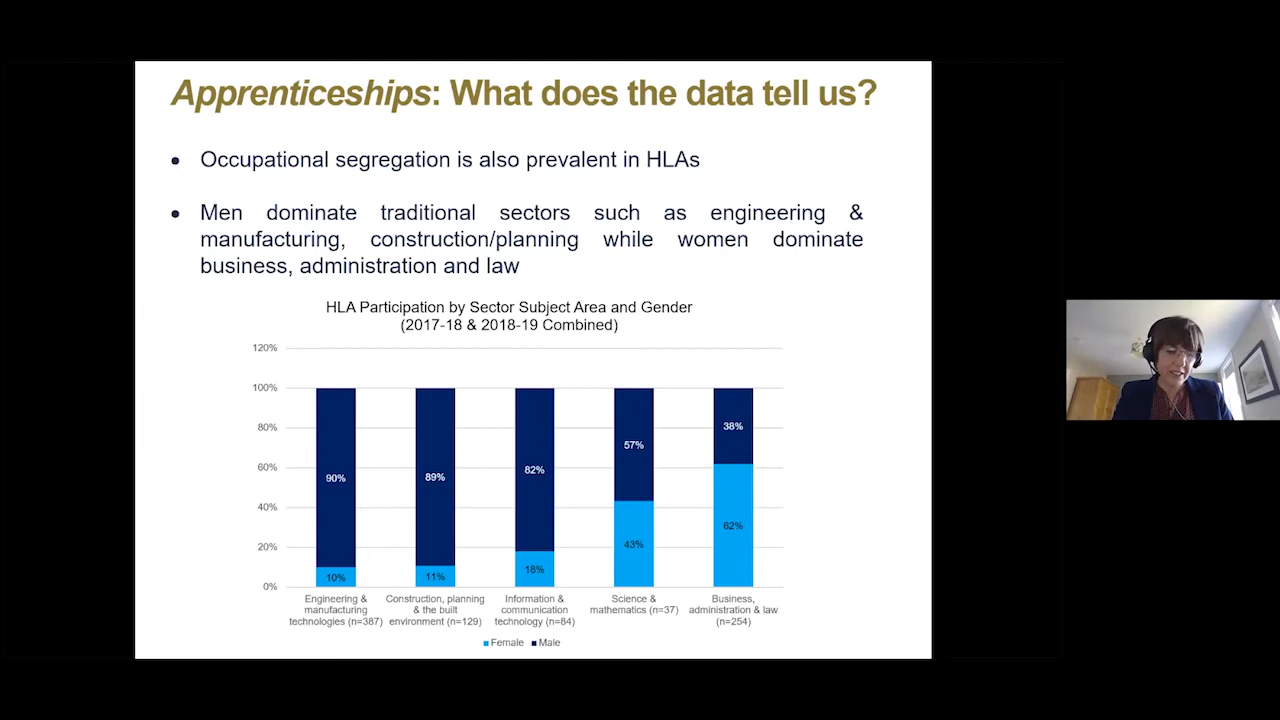 Apprenticeships: What does the data tell us?
• Occupational segregation is also prevalent in HLAs
• Men dominate traditional sectors such as engineering &
manufacturing, construction/planning while women dominate
business, administration and law
HLA Participation by Sector Subject Area and Gender
(2017-18 & 2018-19 Combined)
120%
100%
80%
60%
40%
20%
0%
90%
89%
82%
57%
38%
10%
11%
18%
43%
62%
Engineering &
manufacturing
technologies (n=387)
Construction, planning
& the built
environment (n=129)
Information &
communication
technology (n=84)
Science &
mathematics (n=37)
Business,
administration & law
(n=254)
Female Male